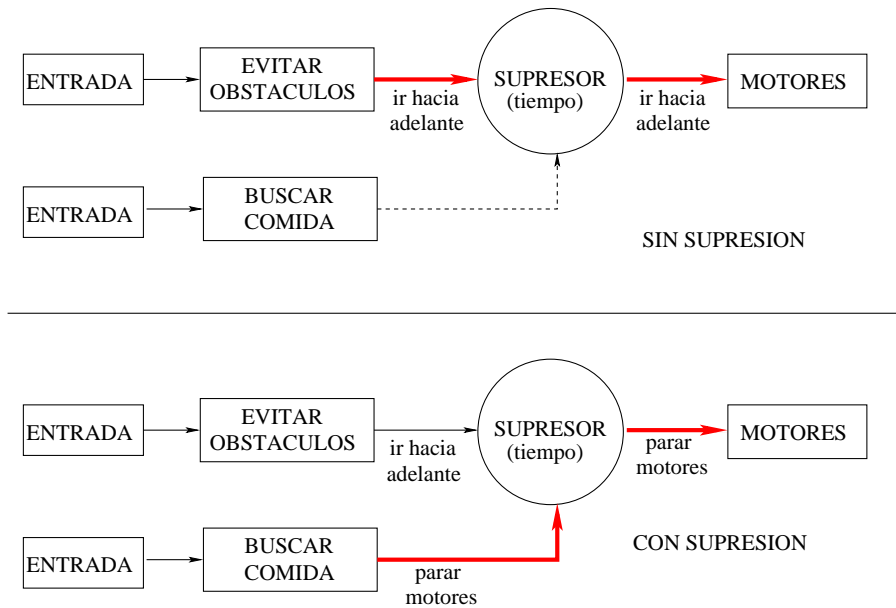 ENTRADA
EVITAR
OBSTACULOS
ir hacia
adelante
SUPRESOR
(tiempo)
ir hacia
adelante
MOTORES
ENTRADA
BUSCAR
COMIDA
SIN SUPRESION
ENTRADA
EVITAR
OBSTACULOS
ir hacia
adelante
SUPRESOR
(tiempo)
parar
motores
MOTORES
ENTRADA
BUSCAR
COMIDA
parar
motores
CON SUPRESION